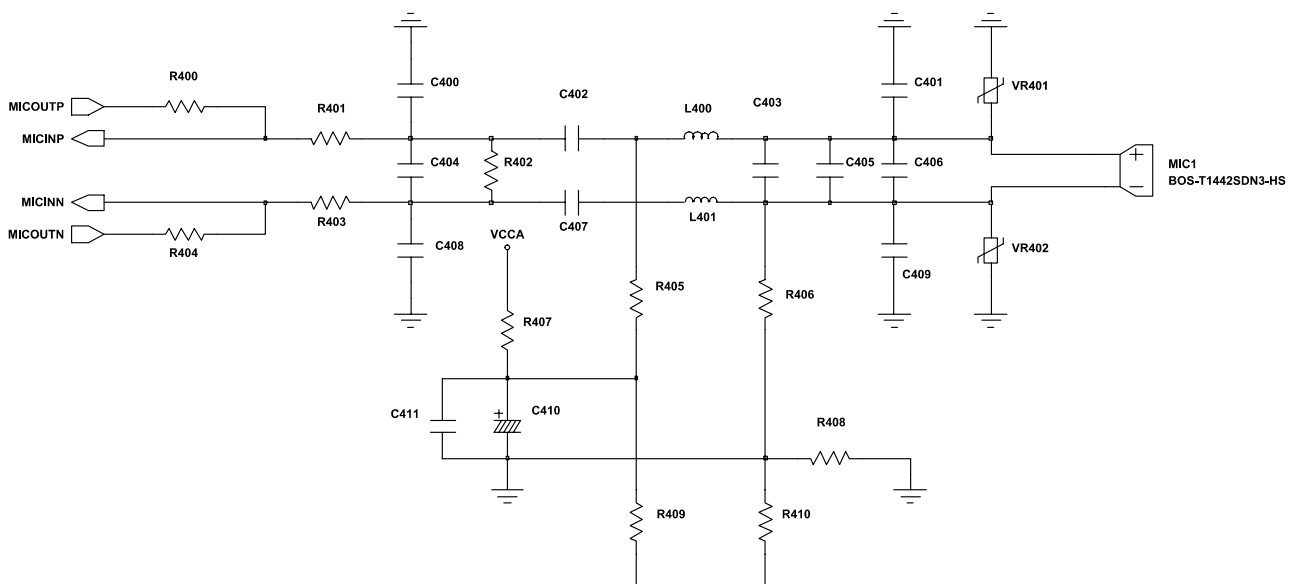 R400
C400
C401
VR401
MICOUTP
R401
C402
L400
C403
MICINP
C404
R402
C405
C406
MIC1
BOS-T1442SDN3-HS
MICINN
R403
C407
L401
MICOUTN
R404
C408
VCCA
C409
VR402
R405
R406
R407
C411
+
C410
R408
R409
R410